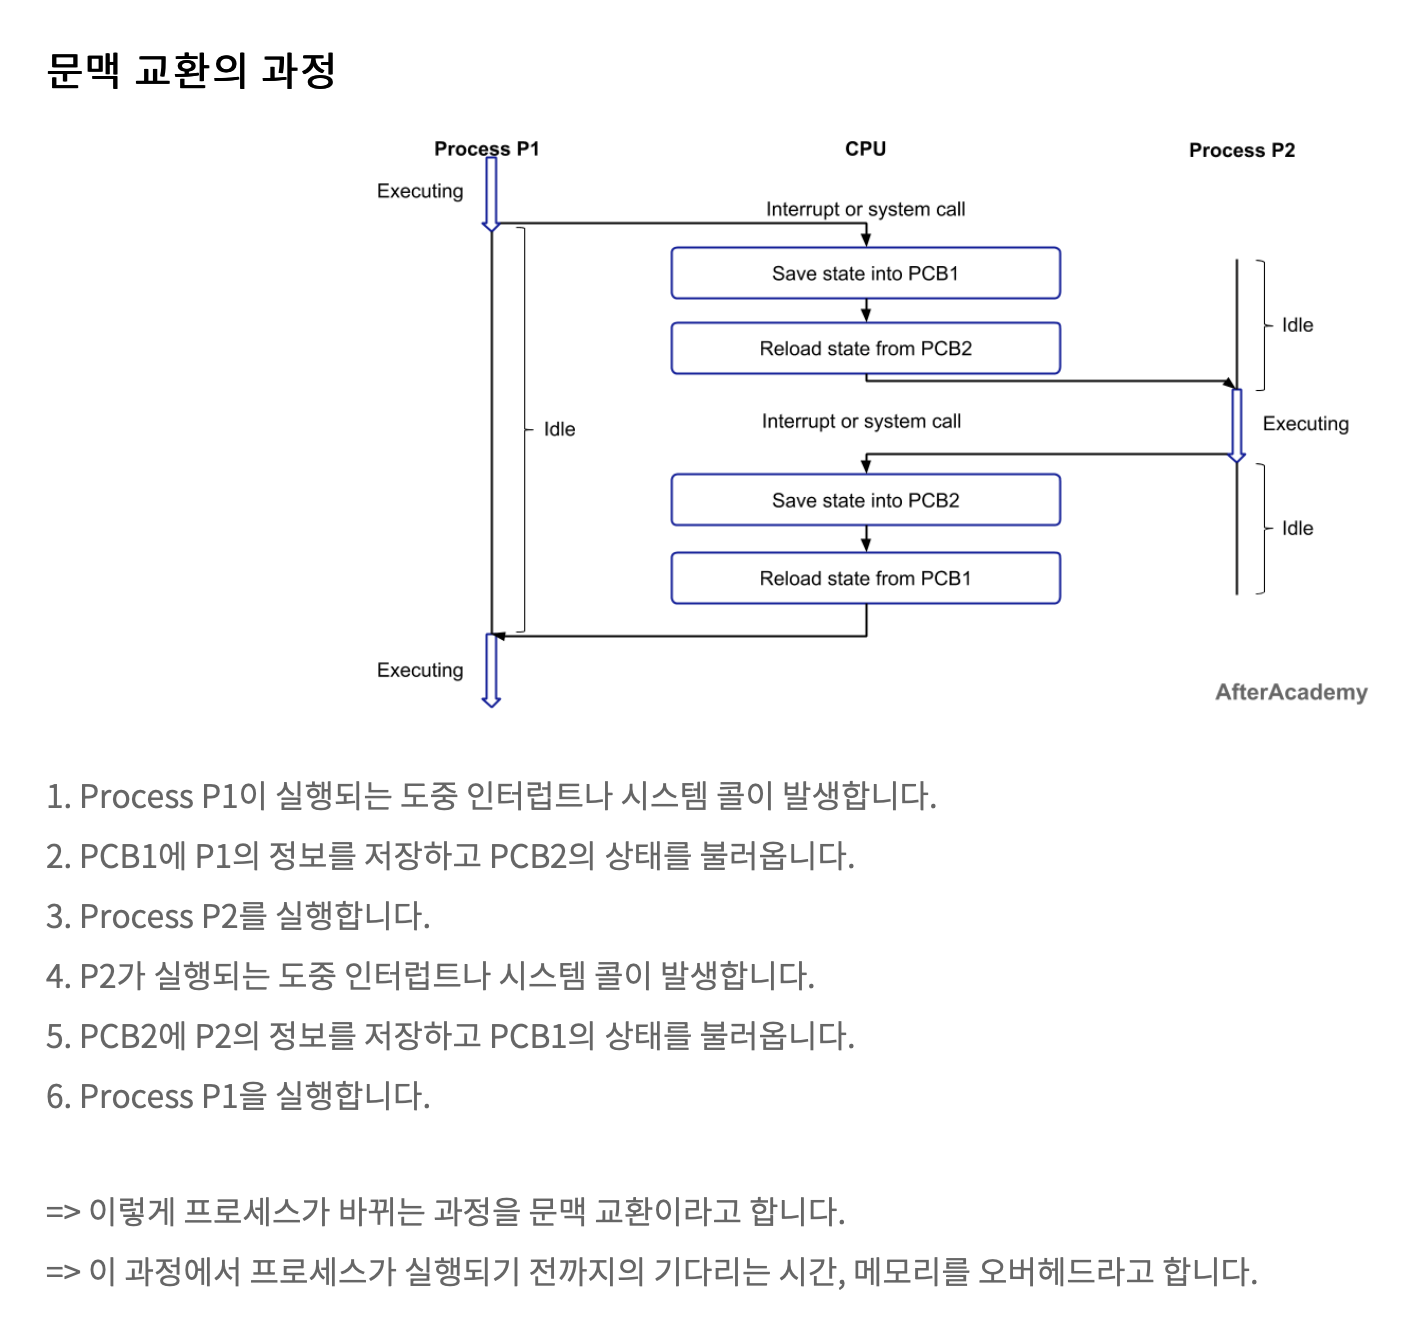 문맥 교환의 과정
Process P1
CPU
Process P2
Executing
Interrupt or system call
Save state into PCB1
Idle
Reload state from PCB2
Interrupt or system call
Executing
Idle
Save state into PCB2
Idle
Reload state from PCB1
Executing
AfterAcademy
1. Process P1이 실행되는 도중 인터럽트나 시스템 콜이 발생합니다.
2. PCB1에 P1의 정보를 저장하고 PCB2의 상태를 불러옵니다.
3. Process P2를 실행합니다.
4. P2가 실행되는 도중 인터럽트나 시스템 콜이 발생합니다.
5. PCB2에 P2의 정보를 저장하고 PCB1의 상태를 불러옵니다.
6. Process P1을 실행합니다.
=> 이렇게 프로세스가 바뀌는 과정을 문맥 교환이라고 합니다.
=> 이 과정에서 프로세스가 실행되기 전까지의 기다리는 시간, 메모리를 오버헤드라고 합니다.